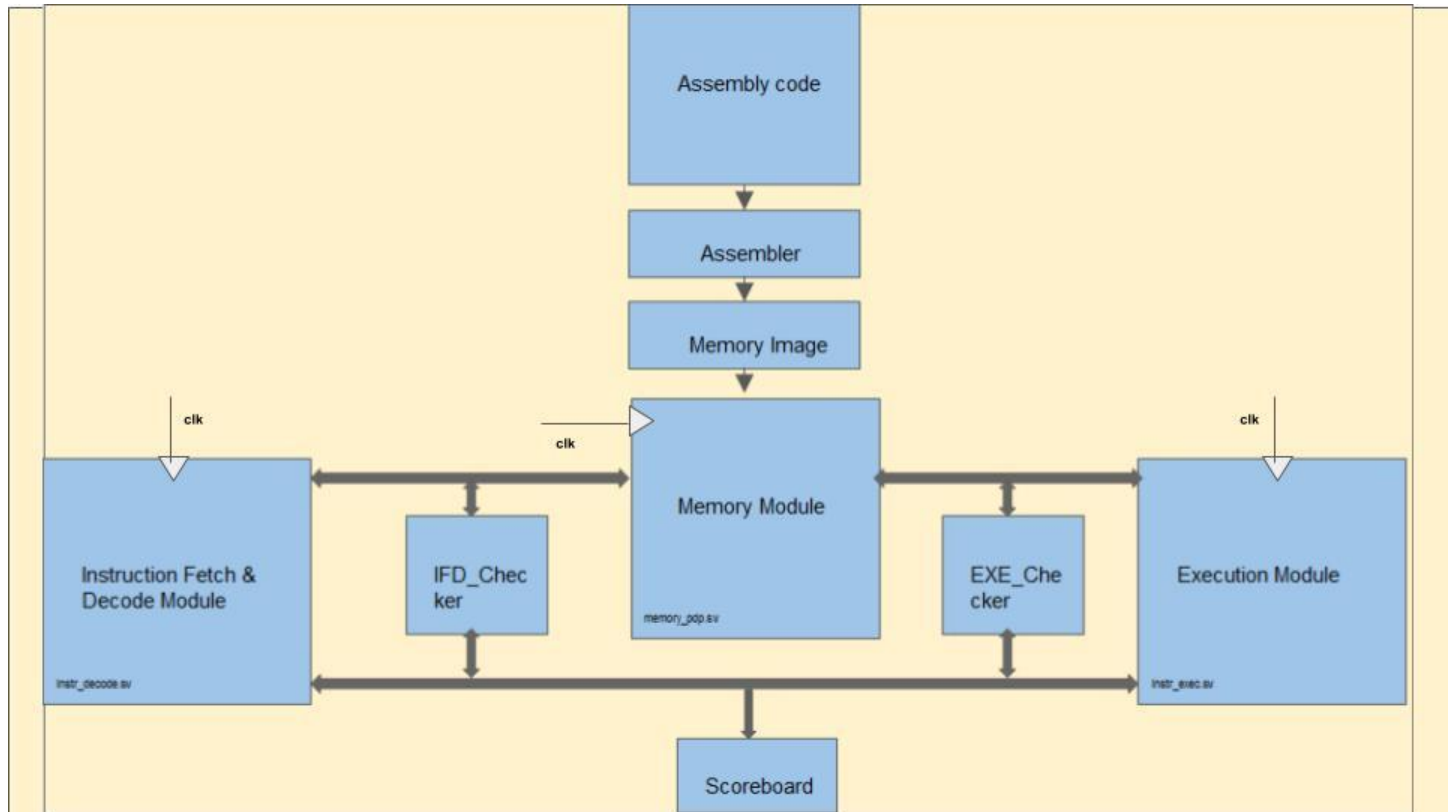 Assembly code
Assembler
Memory Image
clk
clk
clk
Memory Module
memory_pdp.sv
Instruction Fetch &
Decode Module
instr_decode.sv
IFD_Chec
ker
EXE_Che
cker
Execution Module
instr_exec.sv
Scoreboard